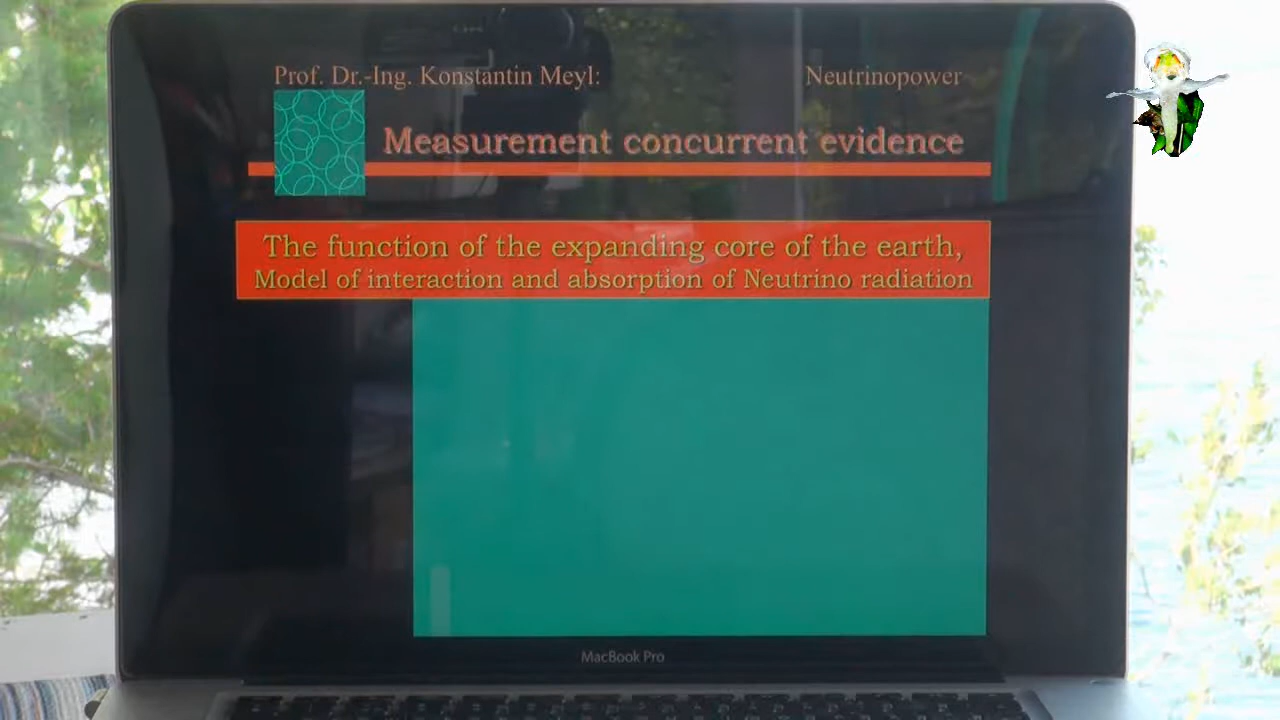 Prof. Dr.-Ing. Konstantin Meyl:
Neutrinopower
Measurement concurrent evidence
The function of the expanding core of the earth,
Model of interaction and absorption of Neutrino radiation
MacBook Pro